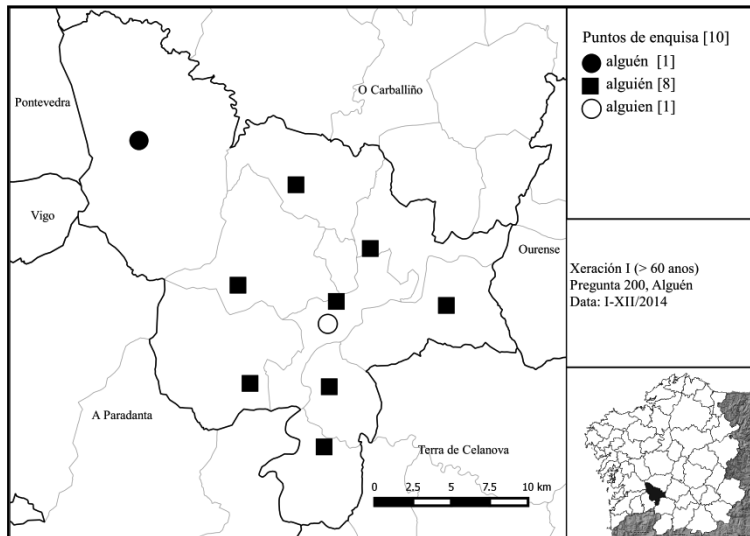 Pontevedra
Vigo
O Carballiño
Ourense
A Paradanta
Terra de Celanova
0 2,5 5 7,5 10 km
Puntos de enquisa [10]
alguén [1]
alguién [8]
alguien [1]
Xeración I (> 60 anos)
Pregunta 200, Alguén
Data: I-XII/2014